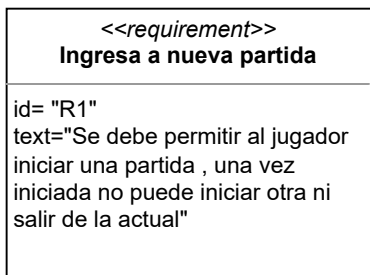 <<requirement>>
Ingresa a nueva partida
id= "R1"
text="Se debe permitir al jugador
iniciar una partida , una vez
iniciada no puede iniciar otra ni
salir de la actual"